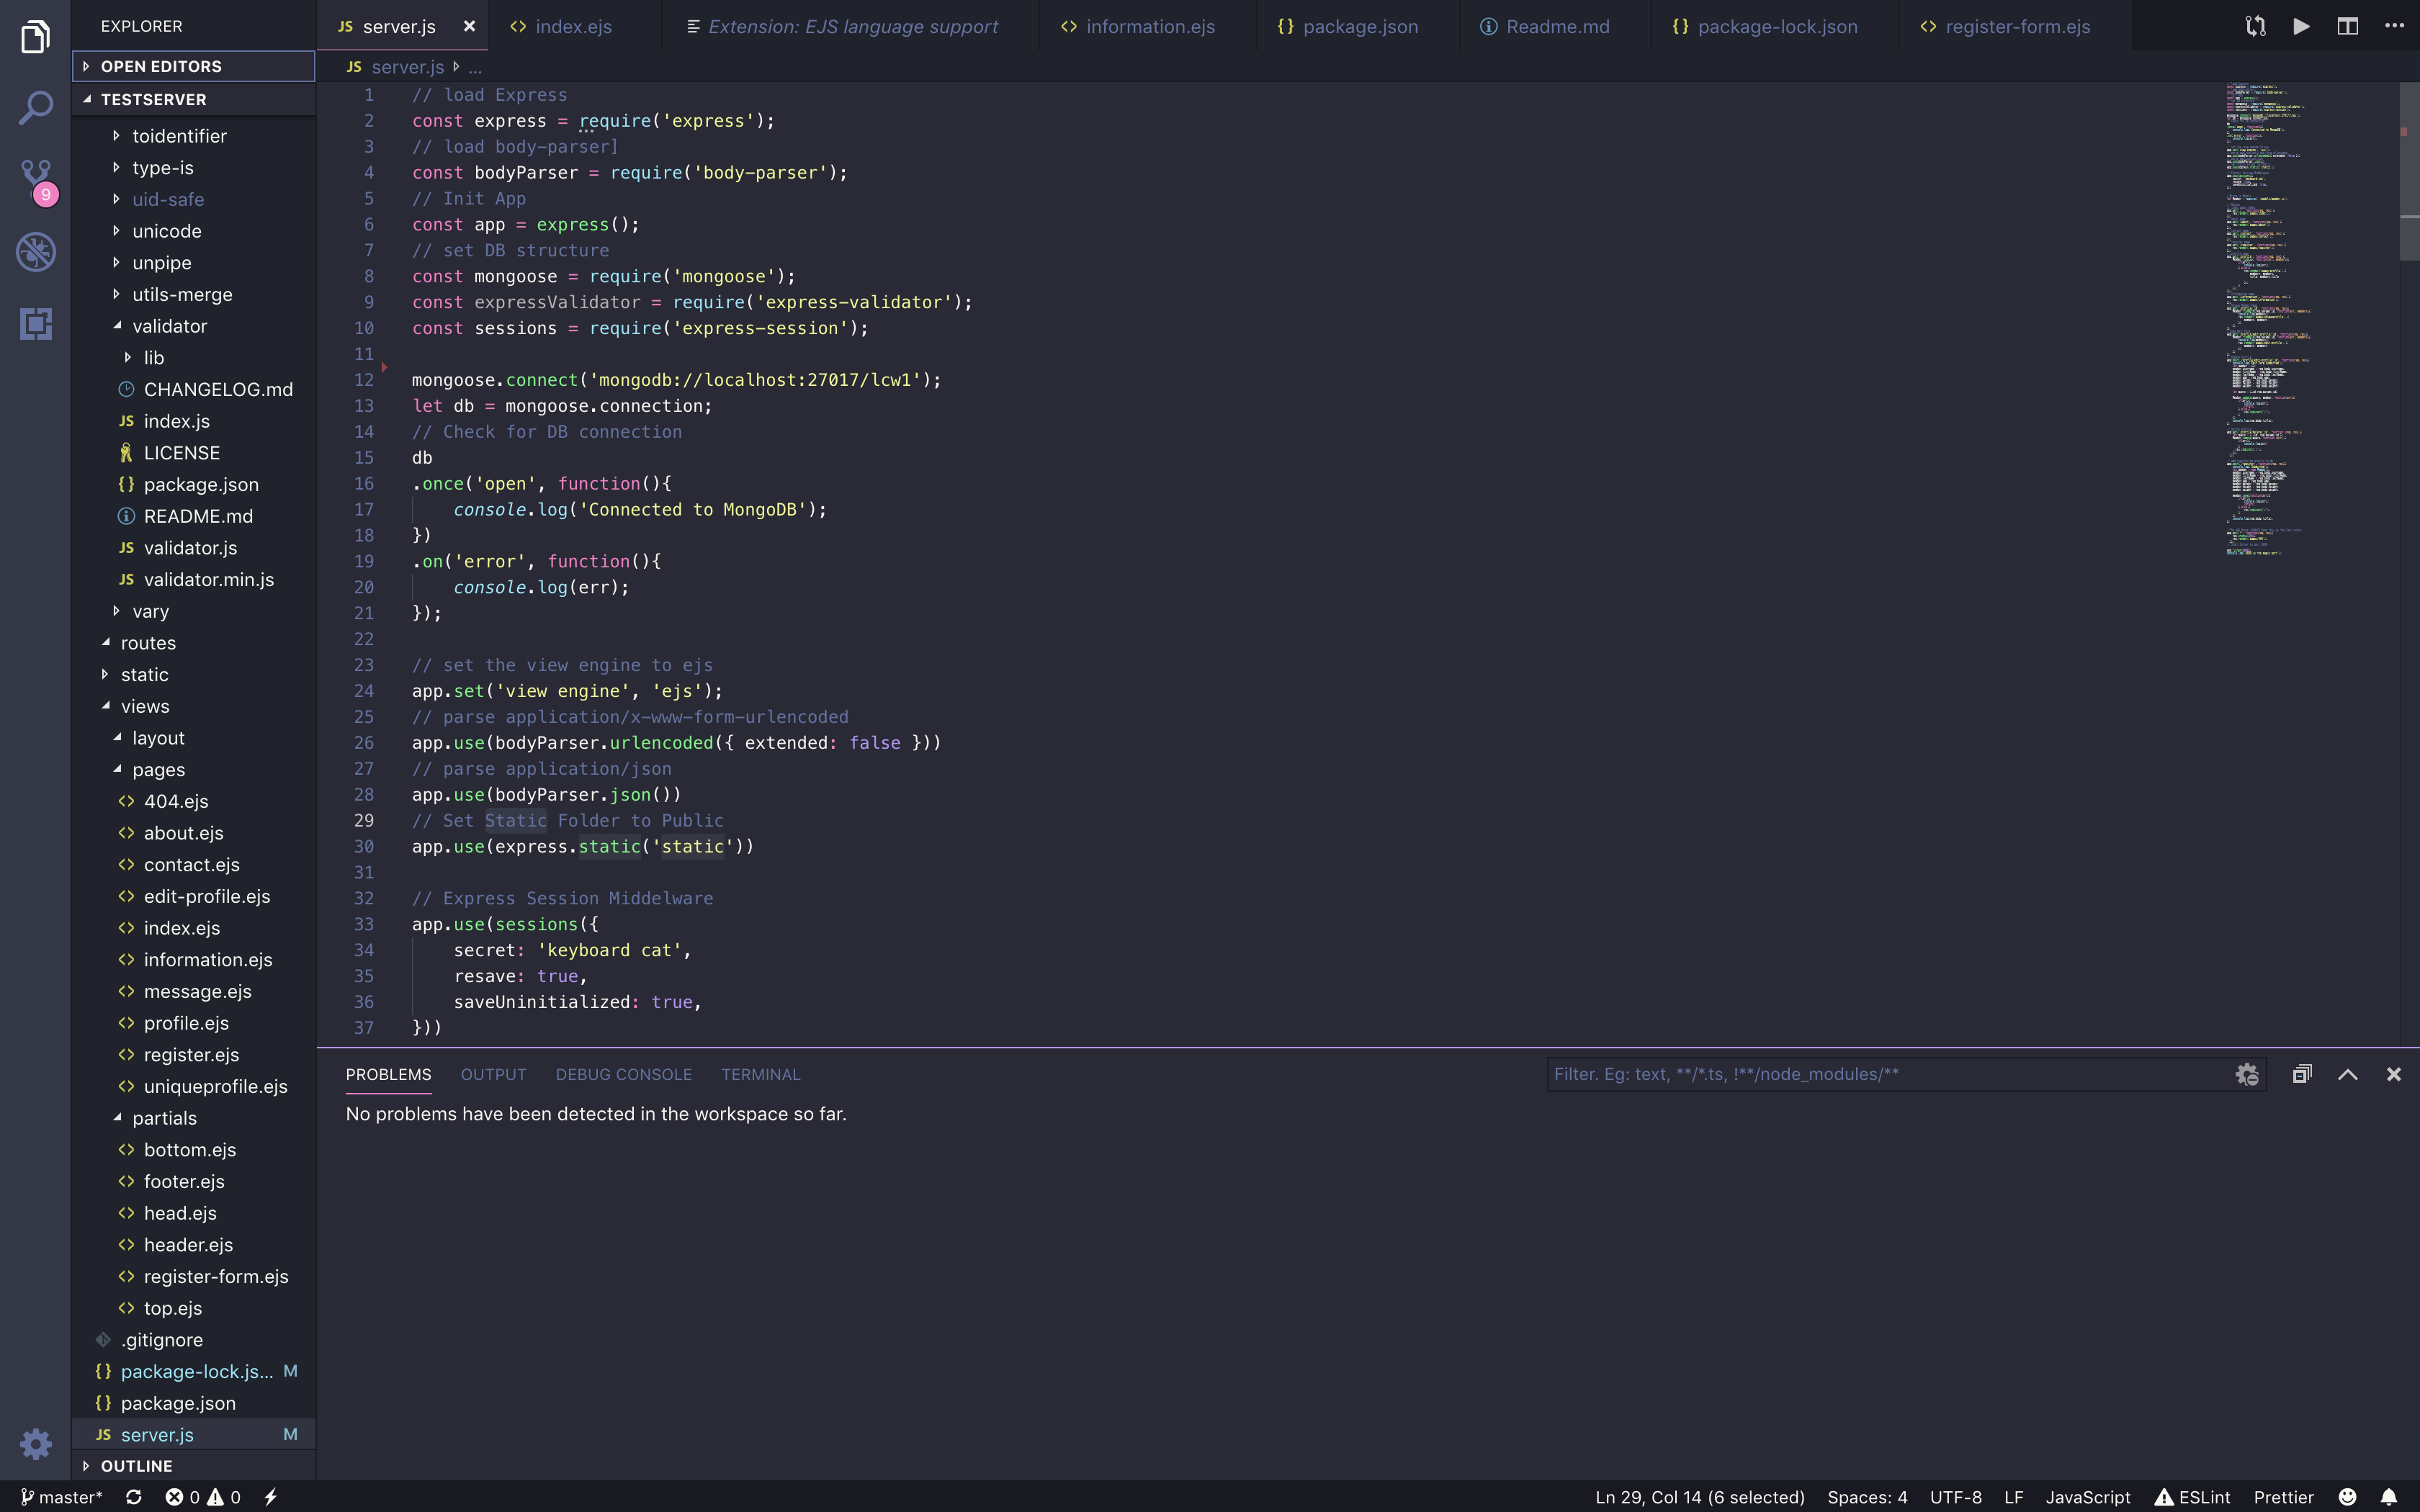 EXPLORER
OPEN EDITORS
TESTSERVER
toidentifier
type-is
uid-safe
unicode
unpipe
utils-merge
validator
lib
CHANGELOG.md
JS index.js
LICENSE
{} package.json
README.md
JS validator.js
JS validator.min.js
vary
routes
static
views
layout
pages
<> 404.ejs
<> about.ejs
<> contact.ejs
<> edit-profile.ejs
<> index.ejs
<> information.ejs
<> message.ejs
<> profile.ejs
<> register.ejs
<> uniqueprofile.ejs
partials
<> bottom.ejs
<> footer.ejs
<> head.ejs
<> header.ejs
<> register-form.ejs
<> top.ejs
.gitignore
{} package-lock.js... M
{} package.json
JS server.js M
OUTLINE
9
JS server.js
<> index.ejs
Extension: EJS language support
<> information.ejs
{} package.json
Readme.md
{} package-lock.json
<> register-form.ejs
JS server.js ...
1 // load Express
2 const express = require('express');
3 // load body-parser]
4 const bodyParser = require('body-parser');
5 // Init App
6 const app = express();
7 // set DB structure
8 const mongoose = require('mongoose');
9 const expressValidator = require('express-validator');
10 const sessions = require('express-session');
11
12 mongoose.connect('mongodb://localhost:27017/lcw1');
13 let db = mongoose.connection;
14 // Check for DB connection
15 db
16 .once('open', function(){
17     console.log('Connected to MongoDB');
18 })
19 .on('error', function(){
20     console.log(err);
21 });
22
23 // set the view engine to ejs
24 app.set('view engine', 'ejs');
25 // parse application/x-www-form-urlencoded
26 app.use(bodyParser.urlencoded({ extended: false }))
27 // parse application/json
28 app.use(bodyParser.json())
29 // Set Static Folder to Public
30 app.use(express.static('static'))
31
32 // Express Session Middelware
33 app.use(sessions({
34     secret: 'keyboard cat',
35     resave: true,
36     saveUninitialized: true,
37 }))
PROBLEMS OUTPUT DEBUG CONSOLE TERMINAL
Filter. Eg: text, **/*.ts, !**/node_modules/**
No problems have been detected in the workspace so far.
master* 0 0
Ln 29, Col 14 (6 selected) Spaces: 4 UTF-8 LF JavaScript ESLint Prettier